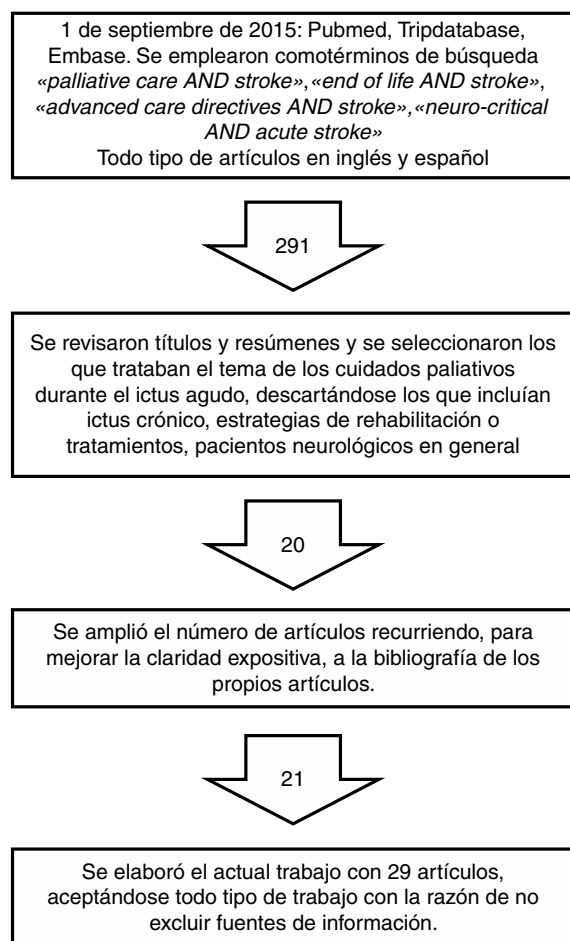 1 de septiembre de 2015: Pubmed, Tripdatabase,
Embase. Se emplearon comotérminos de búsqueda
«palliative care AND stroke», «end of life AND stroke»,
«advanced care directives AND stroke», «neuro-critical
AND acute stroke»
Todo tipo de artículos en inglés y español
291
Se revisaron títulos y resúmenes y se seleccionaron los
que trataban el tema de los cuidados paliativos
durante el ictus agudo, descartándose los que incluían
ictus crónico, estrategias de rehabilitación o
tratamientos, pacientos neurológicos en general
20
Se amplió el número de artículos recurriendo, para
mejorar la claridad expositiva, a la bibliografía de los
propios artículos.
21
Se elaboró el actual trabajo con 29 artículos,
aceptándose todo tipo de trabajo con la razón de no
excluir fuentes de información.